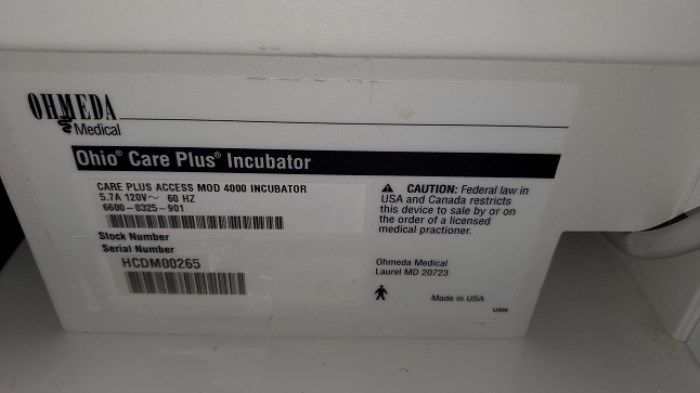 OHMEDA
Medical
Ohio® Care Plus® Incubator
CARE PLUS ACCESS MOD 4000 INCUBATOR
5.7A 120V~ 60 HZ
6600-0325-901
Stock Number
Serial Number
HCDM00265
CAUTION: Federal law in
USA and Canada restricts
this device to sale by or on
the order of a licensed
medical practioner.
Ohmeda Medical
Laurel MD 20723
Made in USA